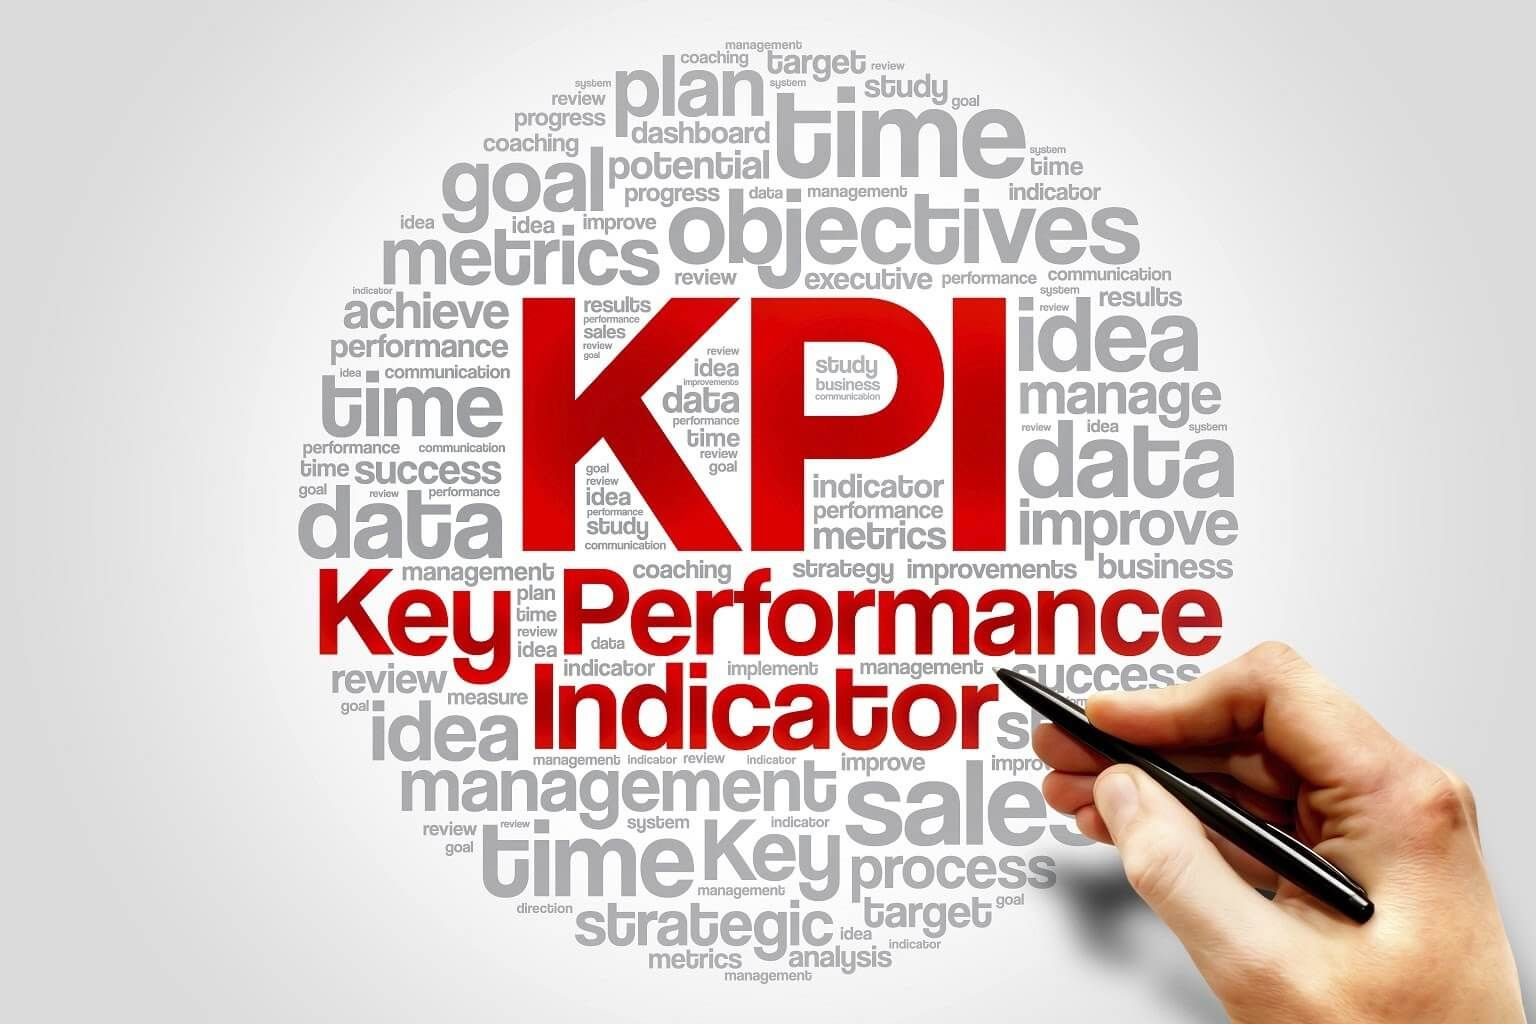 management
coaching target review
system plan system study
review goal
progress time
dashboard
coaching
goal potential system
time
progress data management indicator
idea idea improve objectives
metrics
review executive performance communication
indicator system
achieve results review results
performance
sales idea
performance review review
goal idea study
idea communication improvements business manage
time data communication
performance review idea system
performance communication time data
time success review
goal goal
goal review performance review indicator
data idea performance improve
performance metrics
study
communication
KPI
management coaching strategy improvements business
plan
time
review
idea data
Key Performance
review indicator implement management success
measure
goal
idea
Indicator
management indicator review indicator improve
management sales
review review system indicator
goal time Key process
management
direction strategic target goal
idea indicator
metrics analysis
management